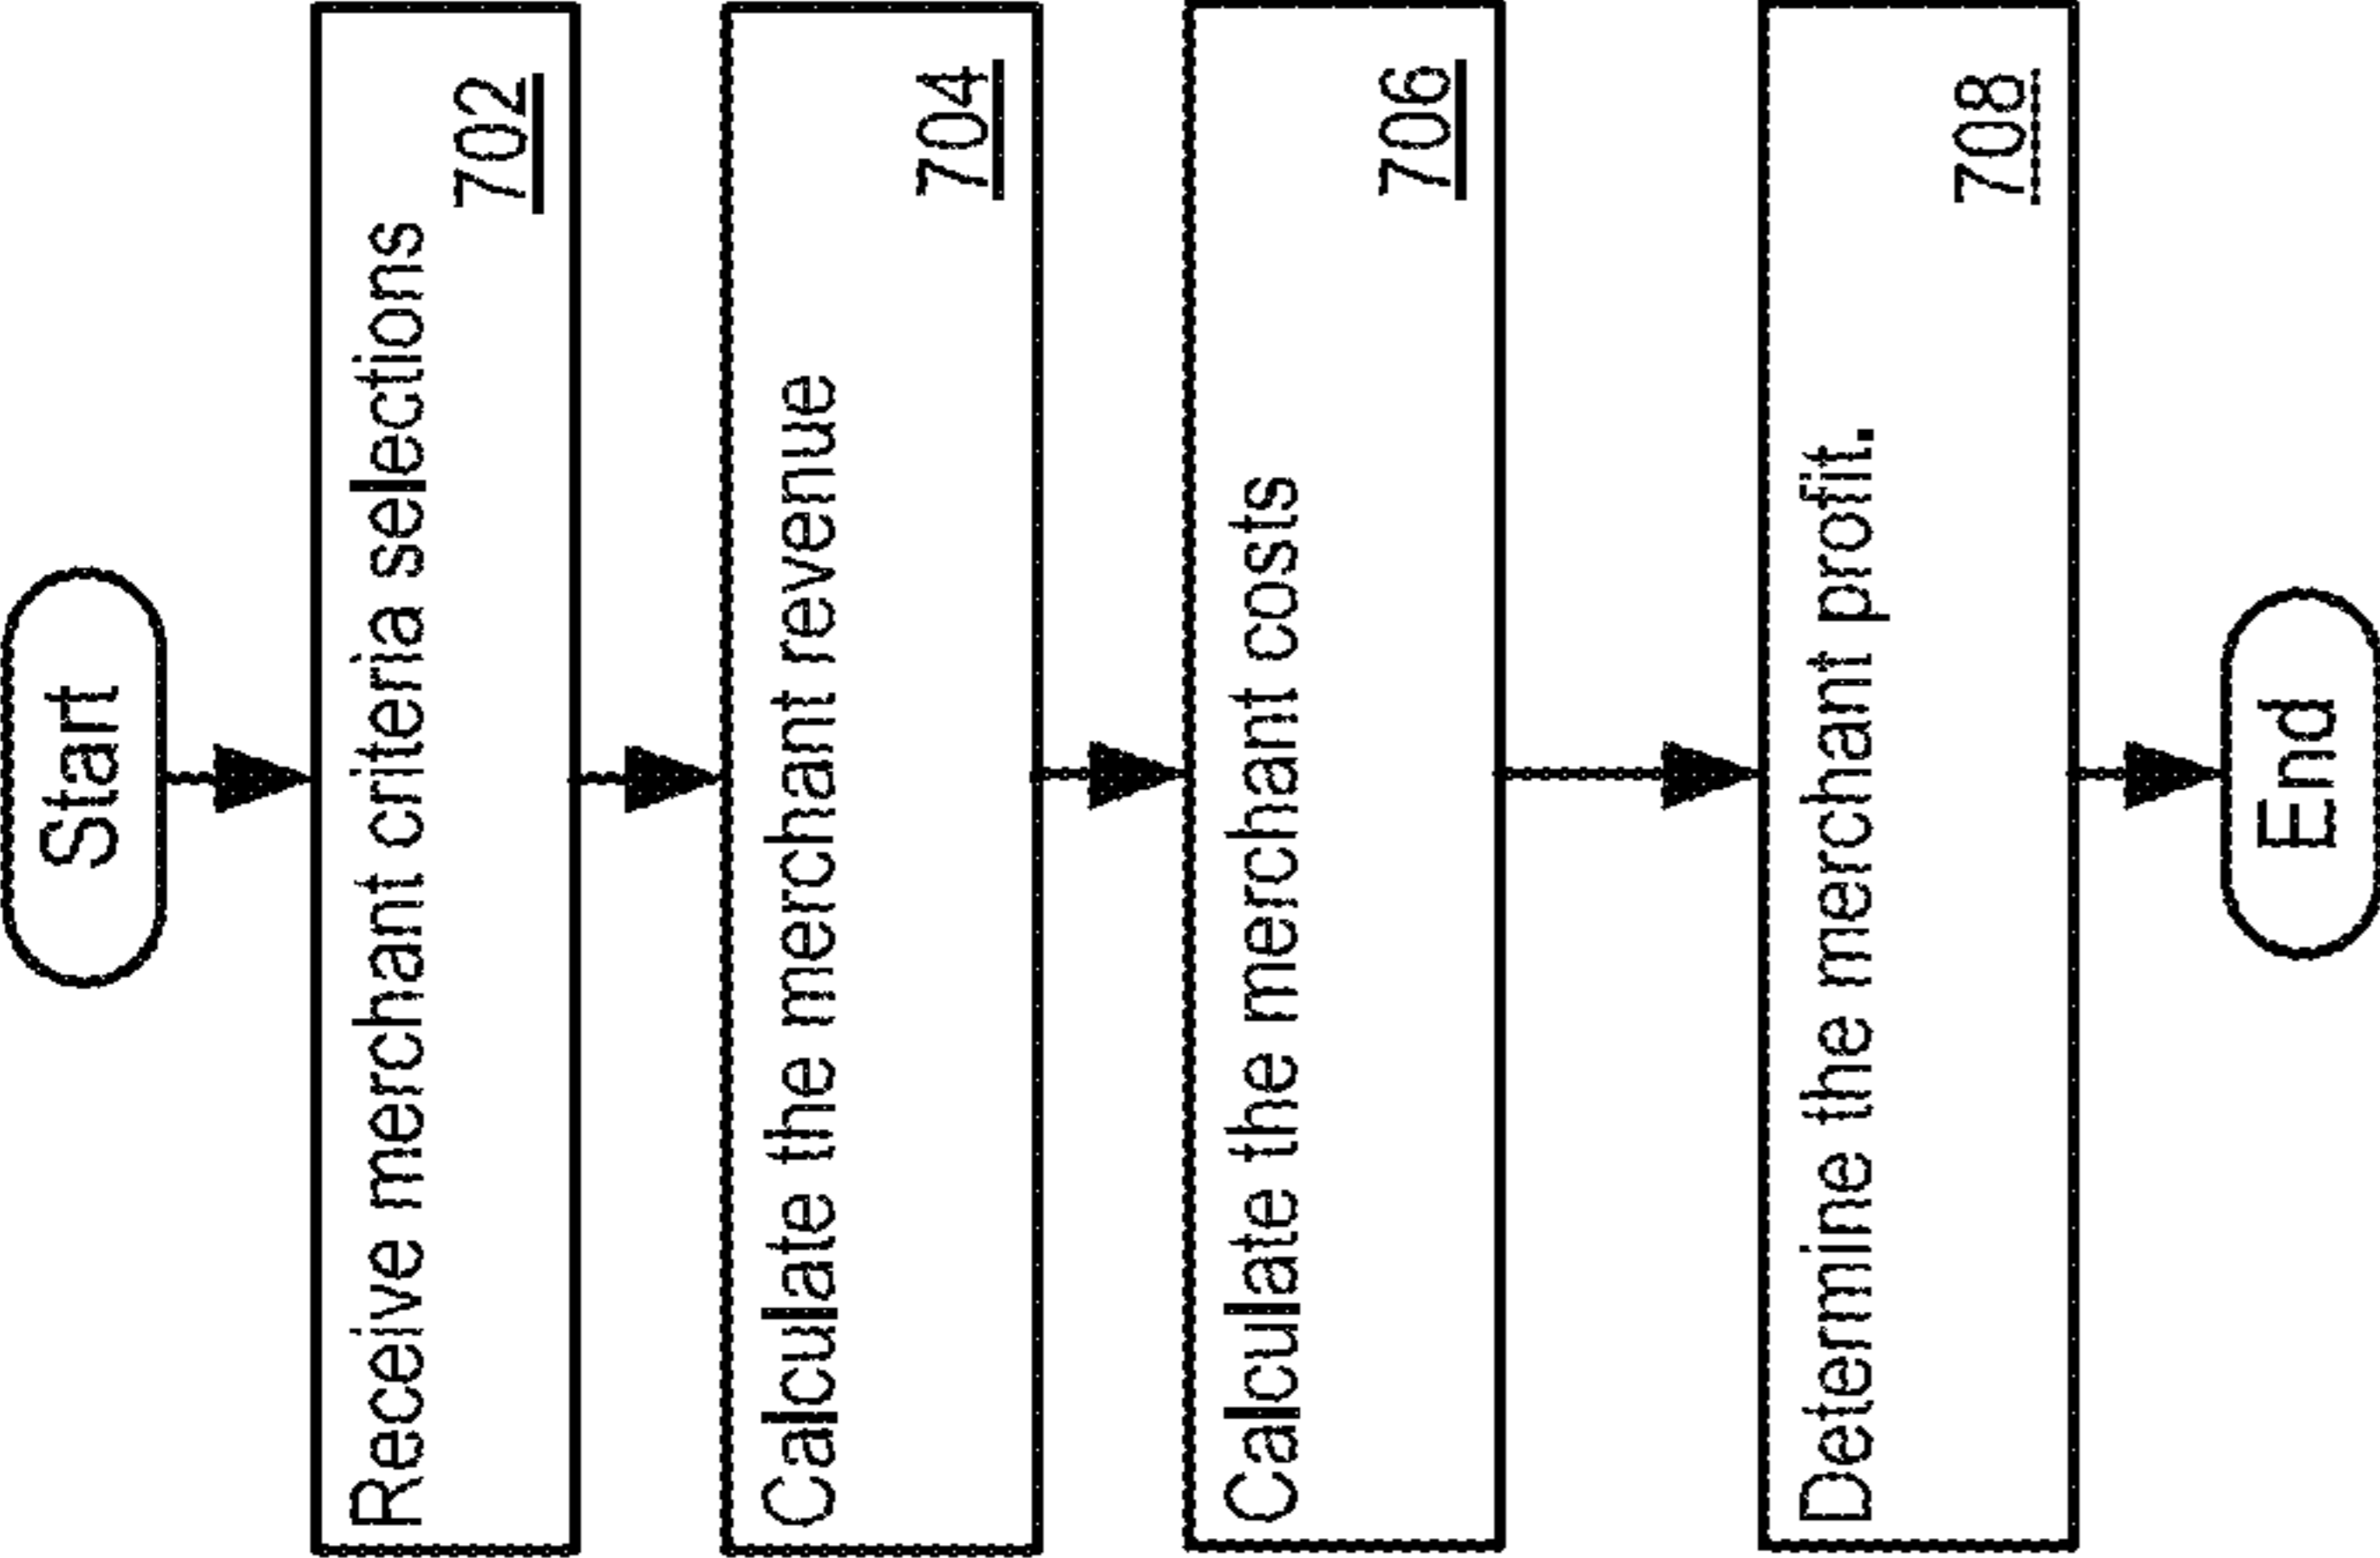 Start
Receive merchant criteria selections
702
Calculate the merchant revenue
704
Calculate the merchant costs
706
Determine the merchant profit.
708
End